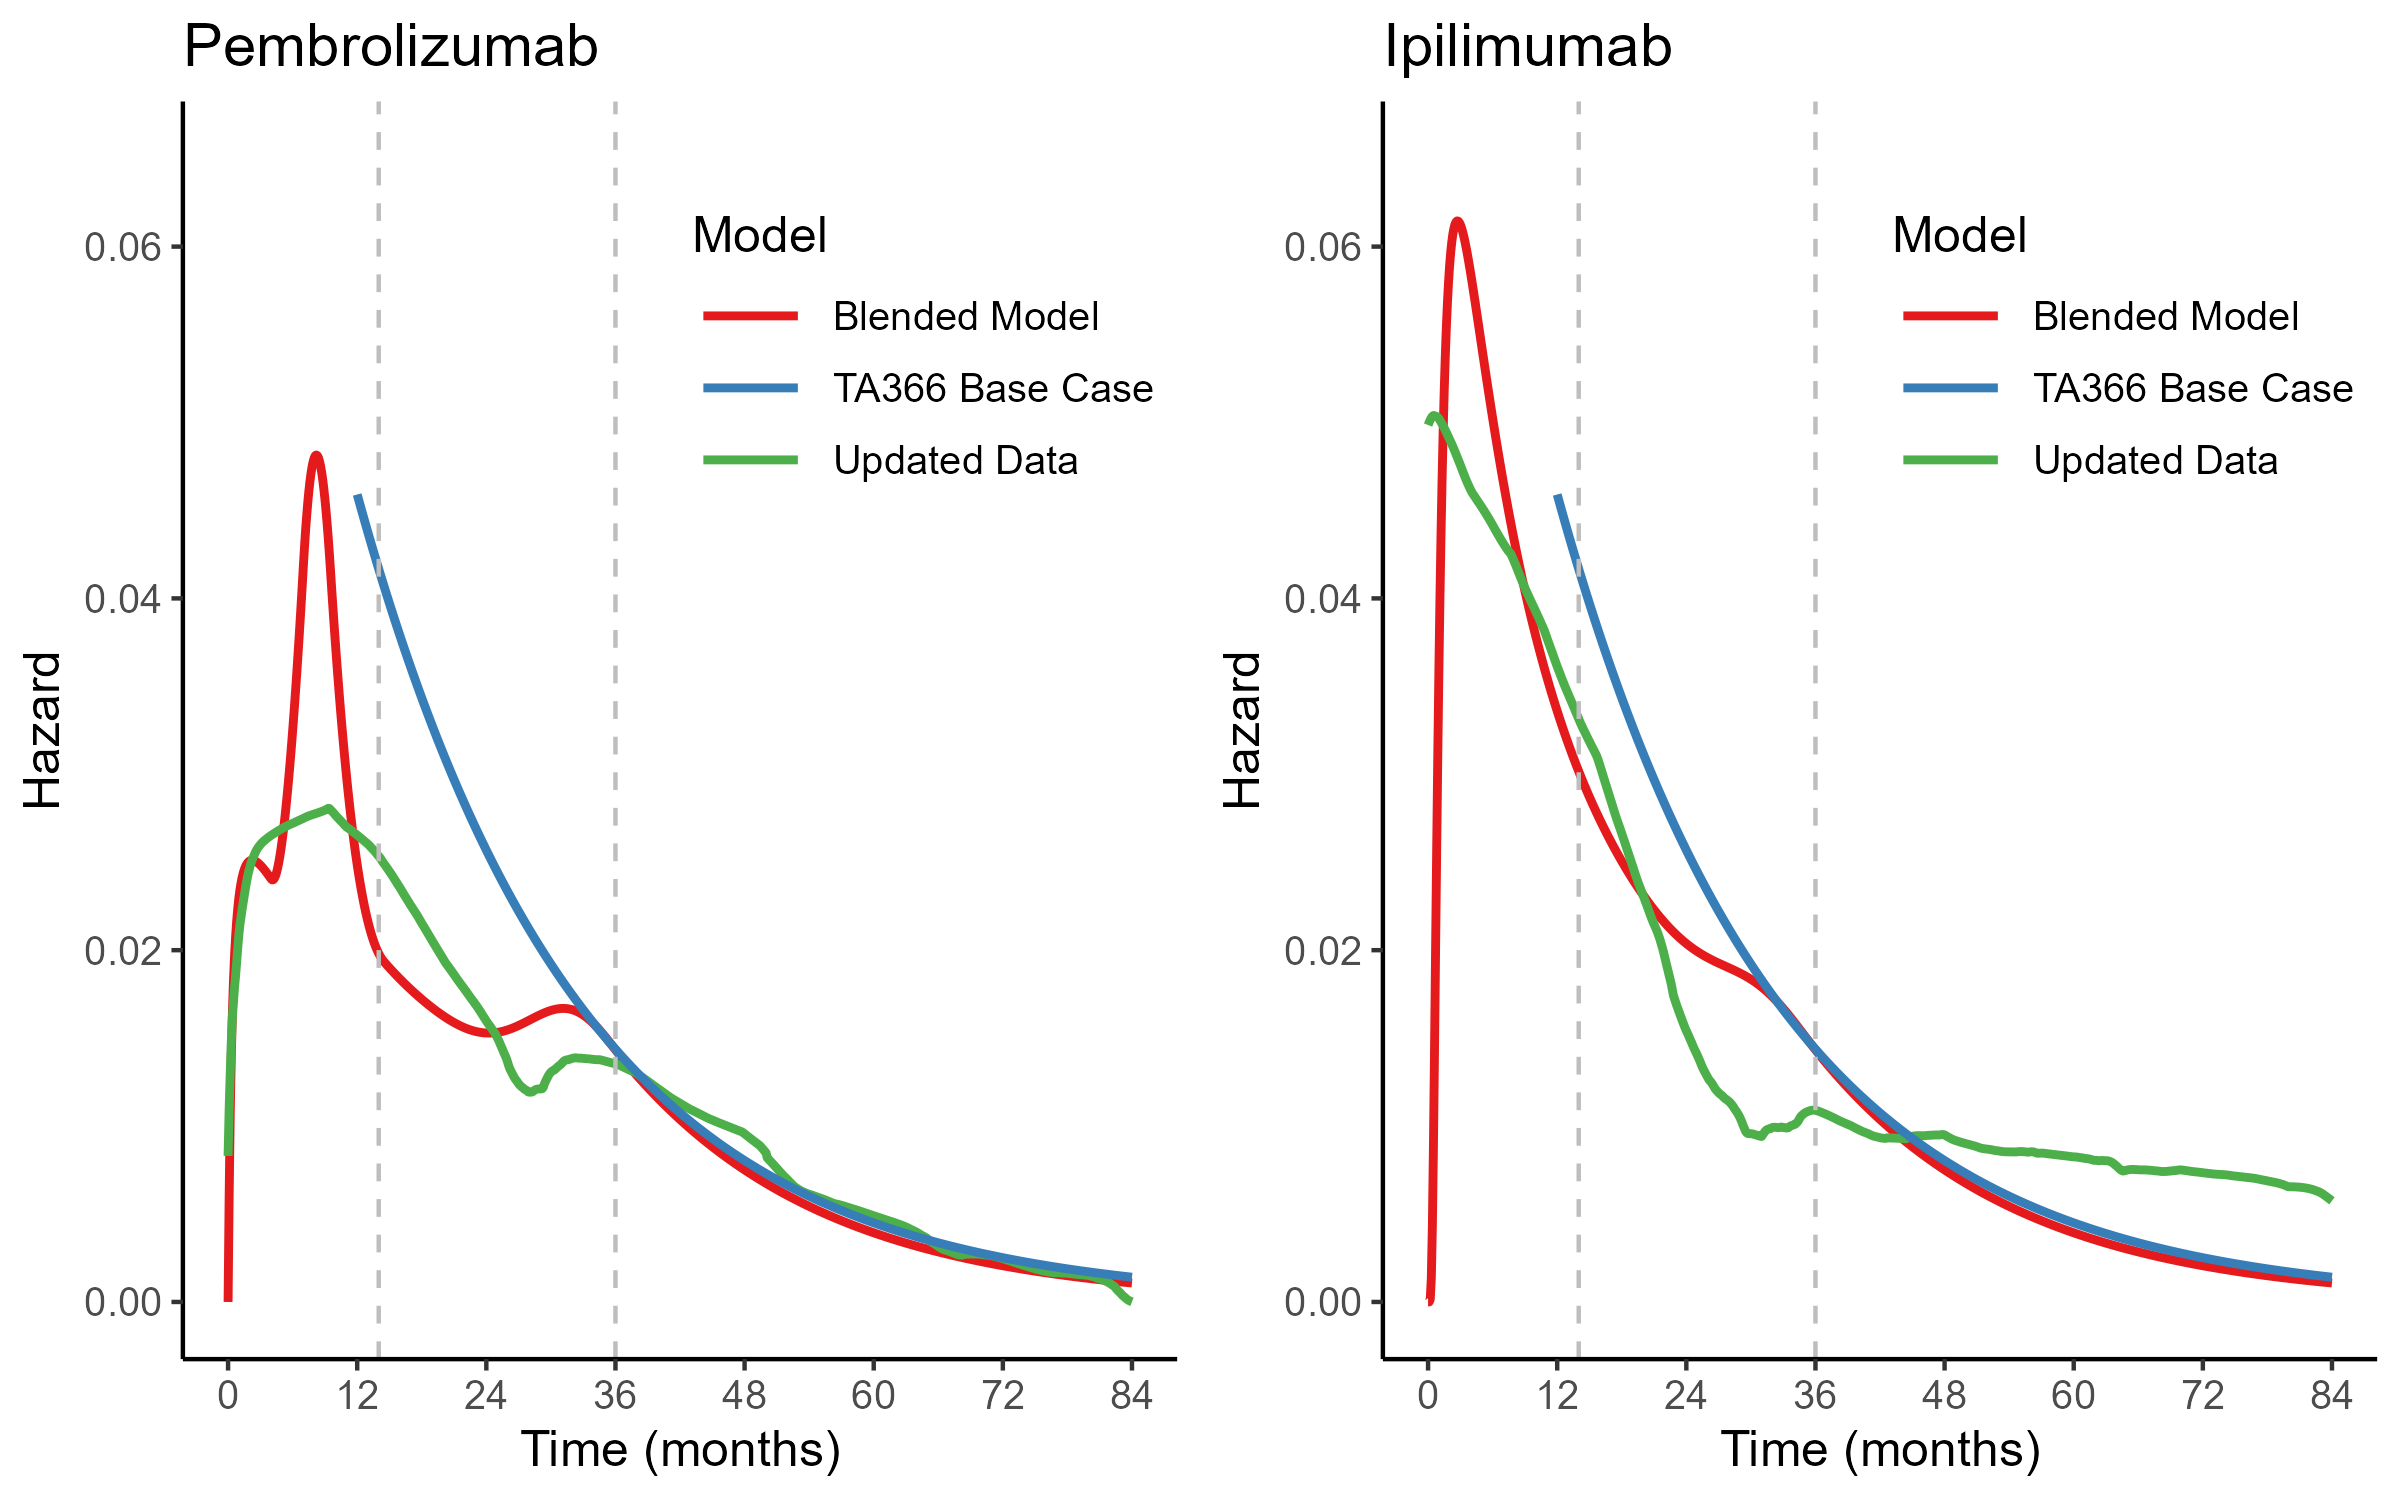 Pembrolizumab
Hazard
0.06
0.04
0.02
0.00
Model
Blended Model
TA366 Base Case
Updated Data
0 12 24 36 48 60 72 84
Time (months)
Ipilimumab
Hazard
0.06
0.04
0.02
0.00
Model
Blended Model
TA366 Base Case
Updated Data
0 12 24 36 48 60 72 84
Time (months)